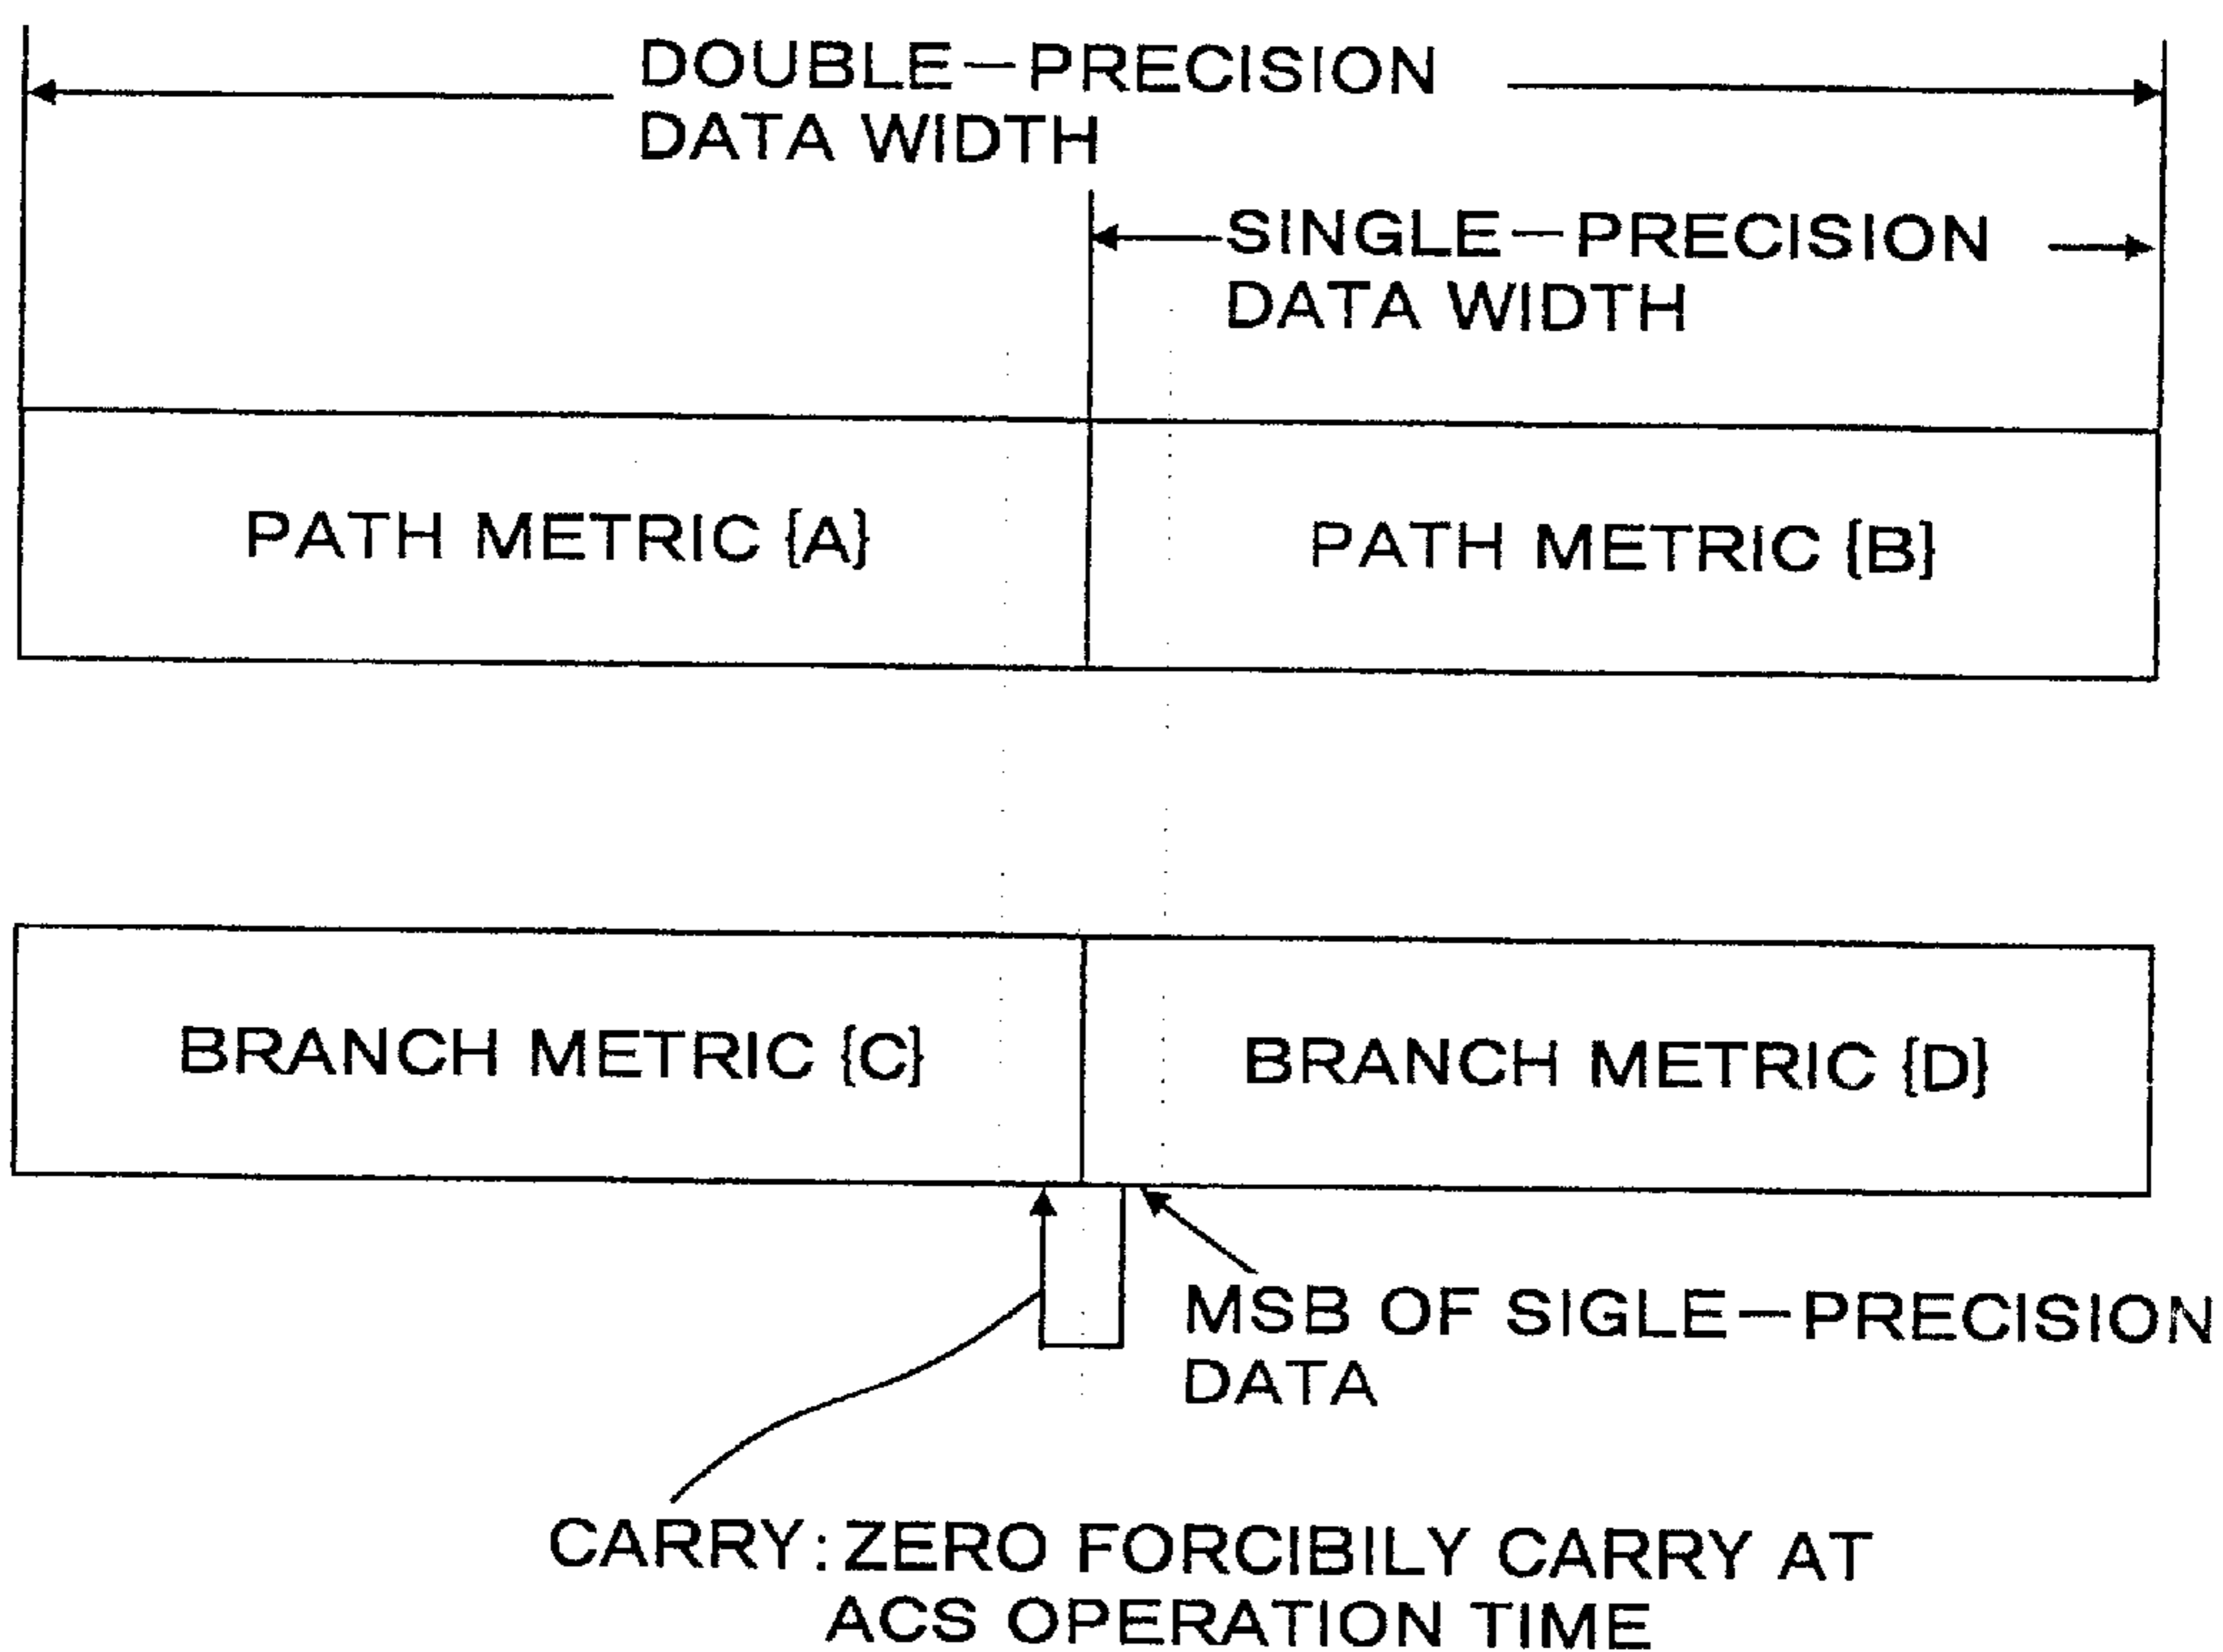 DOUBLE-PRECISION
DATA WIDTH
SINGLE-PRECISION
DATA WIDTH
PATH METRIC {A}
PATH METRIC {B}
BRANCH METRIC {C}
BRANCH METRIC {D}
MSB OF SIGLE-PRECISION
DATA
CARRY: ZERO FORCIBILY CARRY AT
ACS OPERATION TIME